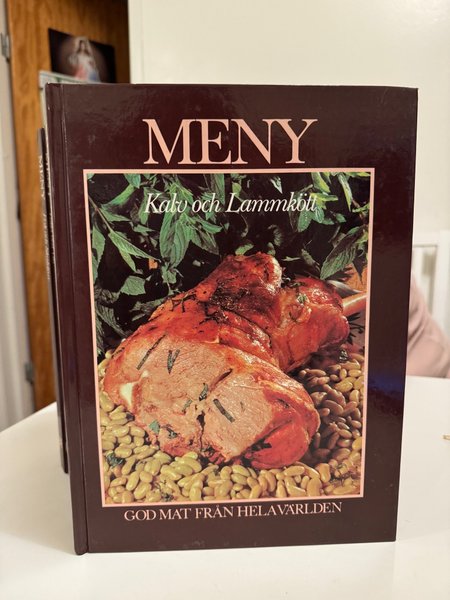 MENY
Kalv och Lammkött
GOD MAT FRÅN HELA VÄRLDEN